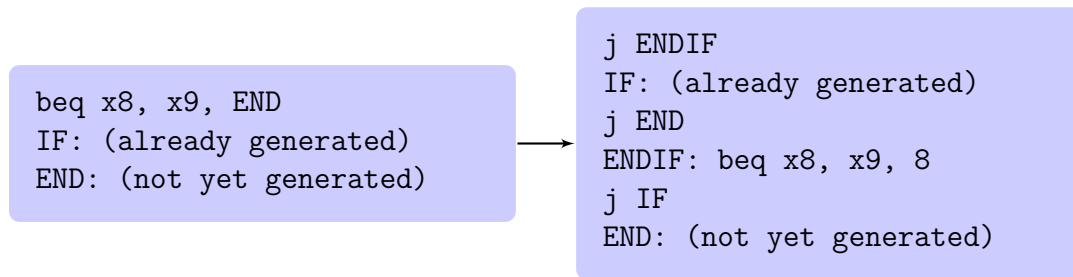 beq x8, x9, END
IF: (already generated)
END: (not yet generated)
j ENDIF
IF: (already generated)
j END
ENDIF: beq x8, x9, 8
j IF
END: (not yet generated)